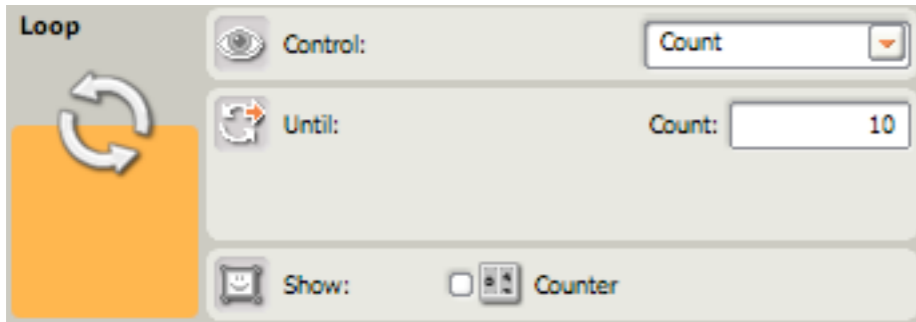 Loop
Control: Count
Until: Count: 10
Show: Counter